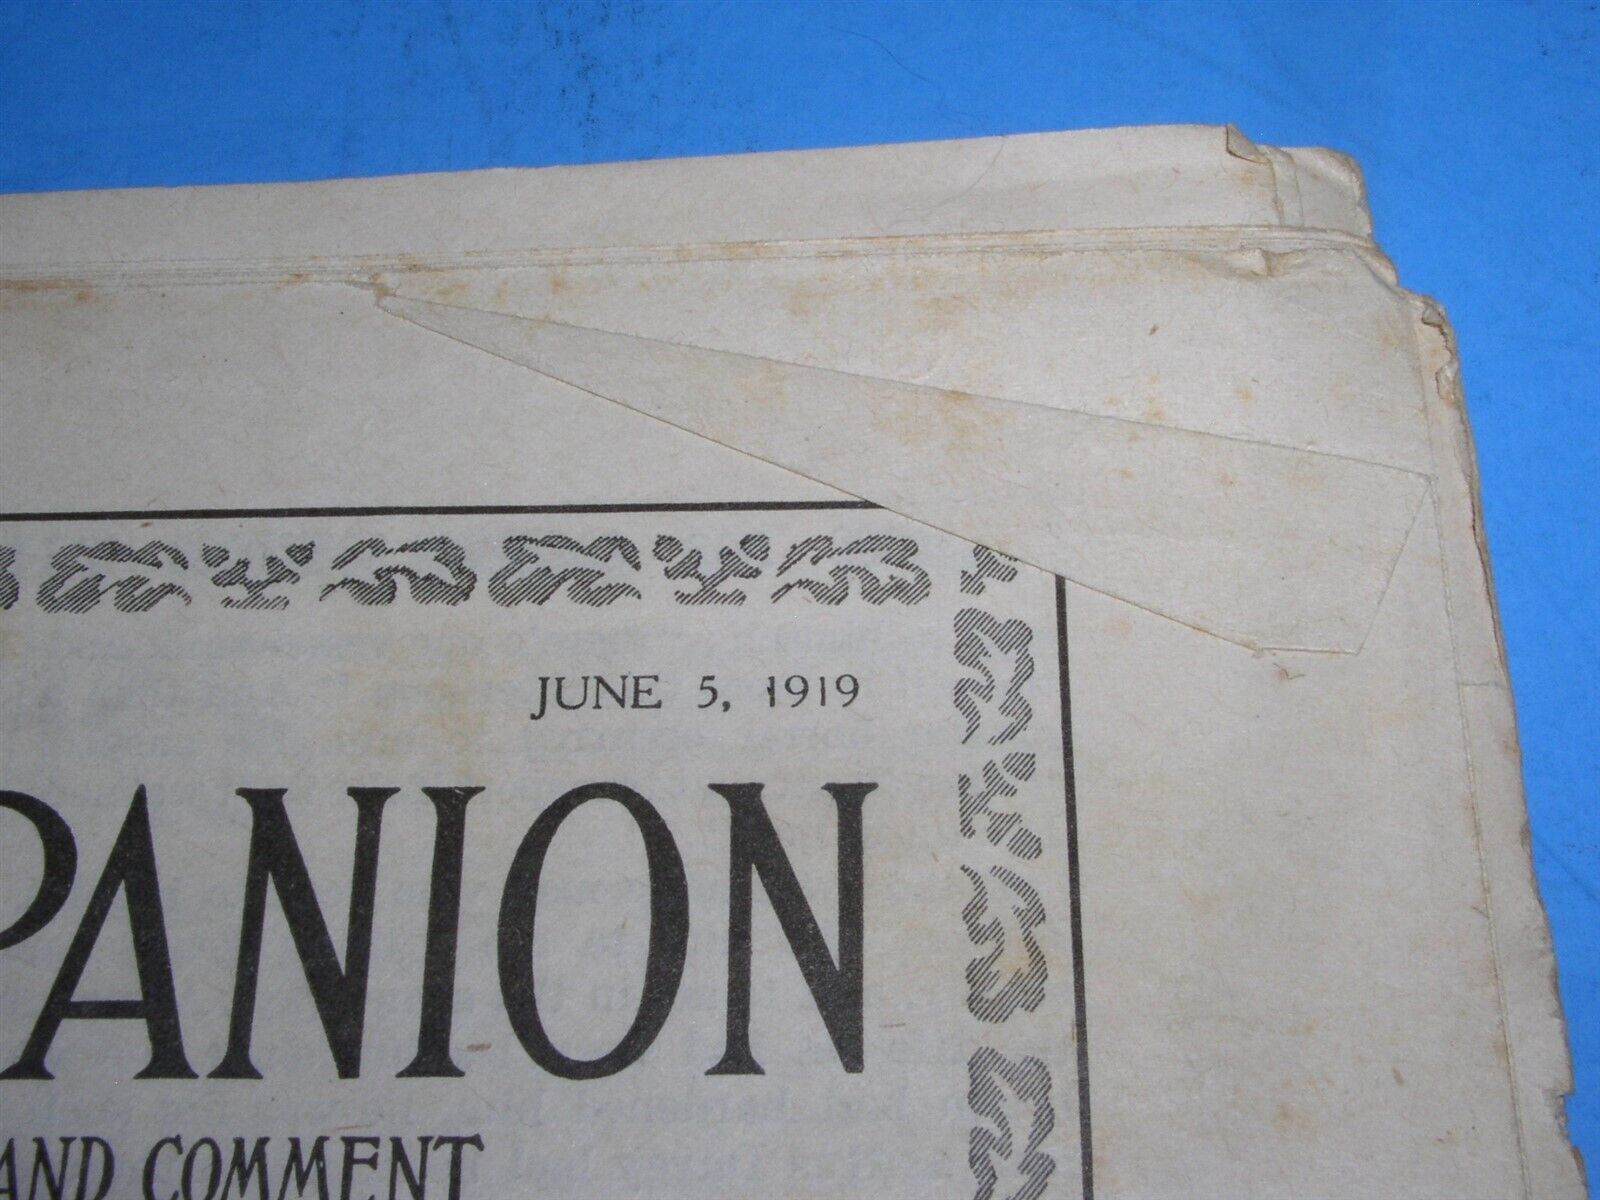 JUNE 5, 1919
PANION
AND COMMENT